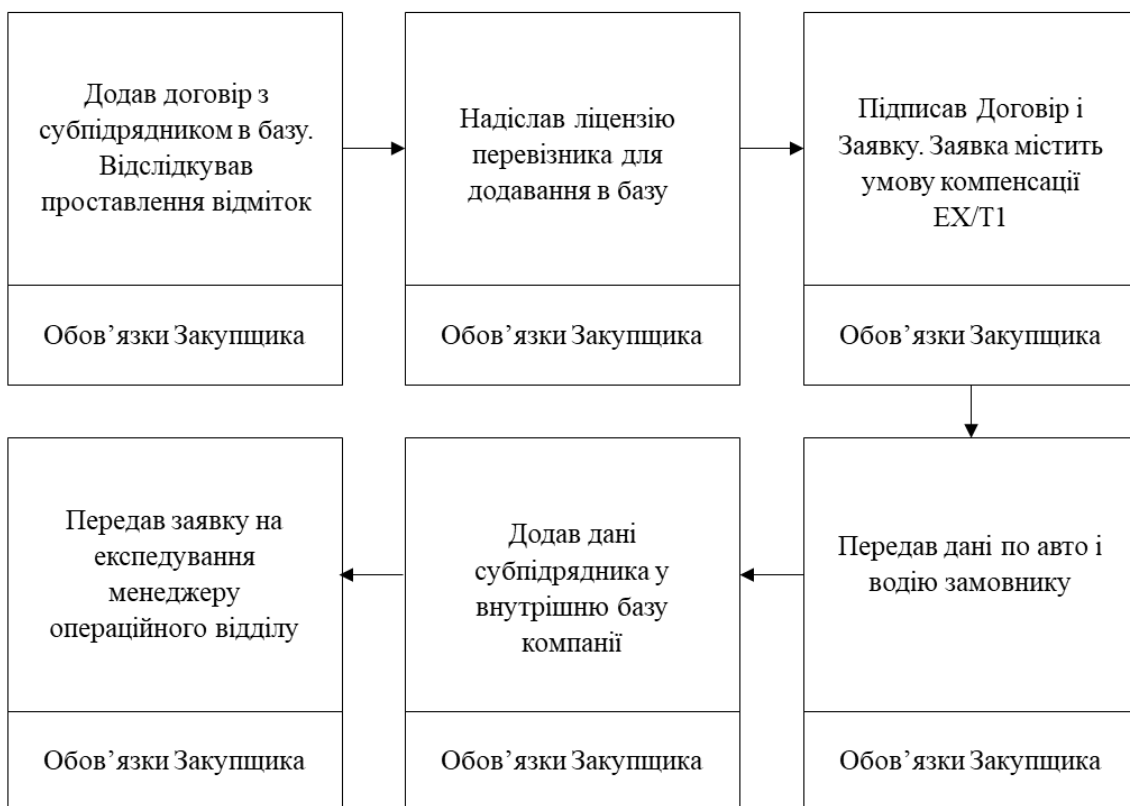 Додав договір з
субпідрядником в базу.
Відслідкував
проставлення відміток
Обов’язки Закупщика
Надіслав ліцензію
перевізника для
додавання в базу
Обов’язки Закупщика
Підписав Договір і
Заявку. Заявка містить
умову компенсації
EX/T1
Обов’язки Закупщика
Передав заявку на
експедування
менеджеру
операційного відділу
Обов’язки Закупщика
Додав дані
субпідрядника у
внутрішню базу
компанії
Обов’язки Закупщика
Передав дані по авто і
водію замовнику
Обов’язки Закупщика